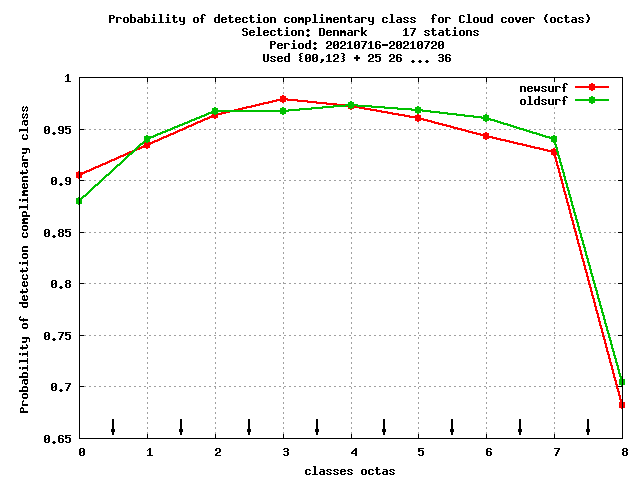 Probability of detection complimentary class  for Cloud cover (octas)
Selection: Denmark     17 stations
Period: 20210716-20210720
Used {00,12} + 25 26 ... 36
newsurf
oldsurf
Probability of detection complimentary class
1
0,95
0,9
0,85
0,8
0,75
0,7
0,65
0 1 2 3 4 5 6 7 8
classes octas